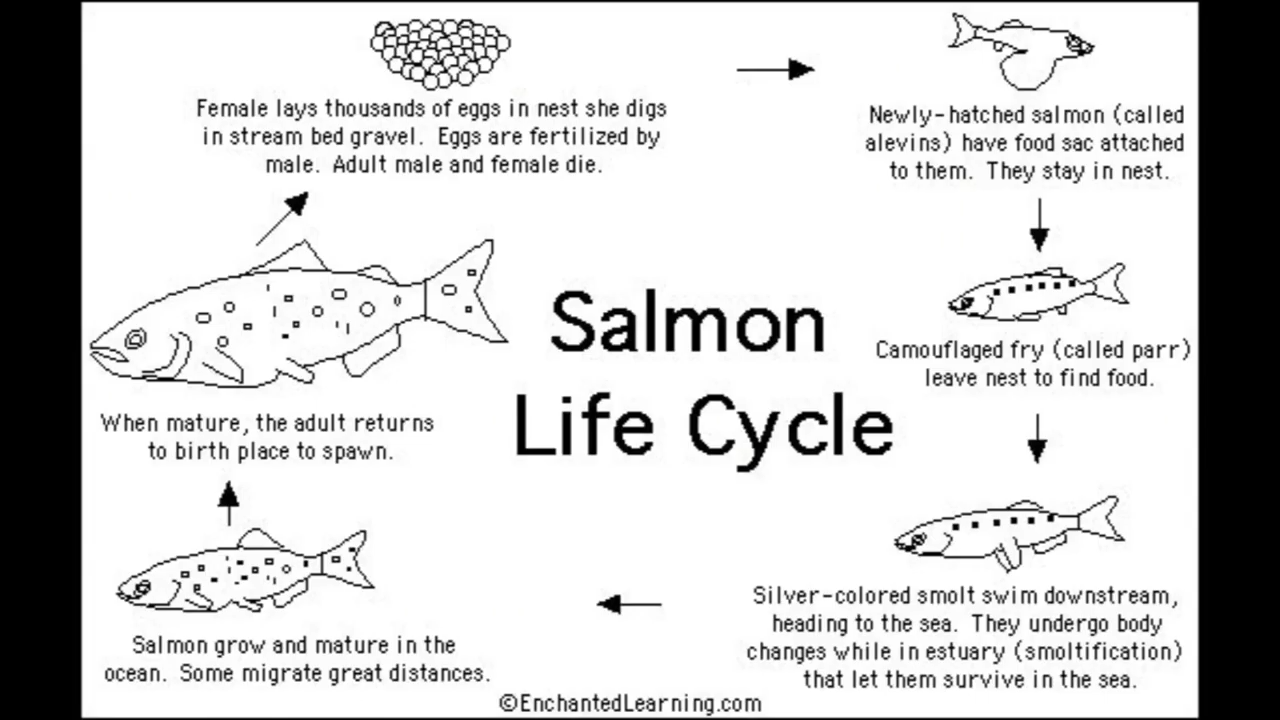 Female lays thousands of eggs in nest she digs
in stream bed gravel. Eggs are fertilized by
male. Adult male and female die.
Newly-hatched salmon (called
alevins) have food sac attached
to them. They stay in nest.
Camouflaged fry (called parr)
leave nest to find food.
Salmon
Life Cycle
When mature, the adult returns
to birth place to spawn.
Silver-colored smolt swim downstream,
heading to the sea. They undergo body
changes while in estuary (smoltification)
that let them survive in the sea.
Salmon grow and mature in the
ocean. Some migrate great distances.
©EnchantedLearning.com